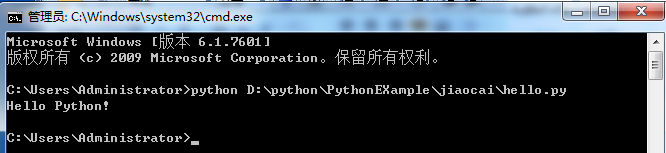 管理员: C:\Windows\system32\cmd.exe
Microsoft Windows [版本 6.1.7601]
版权所有 (c) 2009 Microsoft Corporation。保留所有权利。
C:\Users\Administrator>python D:\python\PythonEXample\jiaocai\hello.py
Hello Python!
C:\Users\Administrator>_